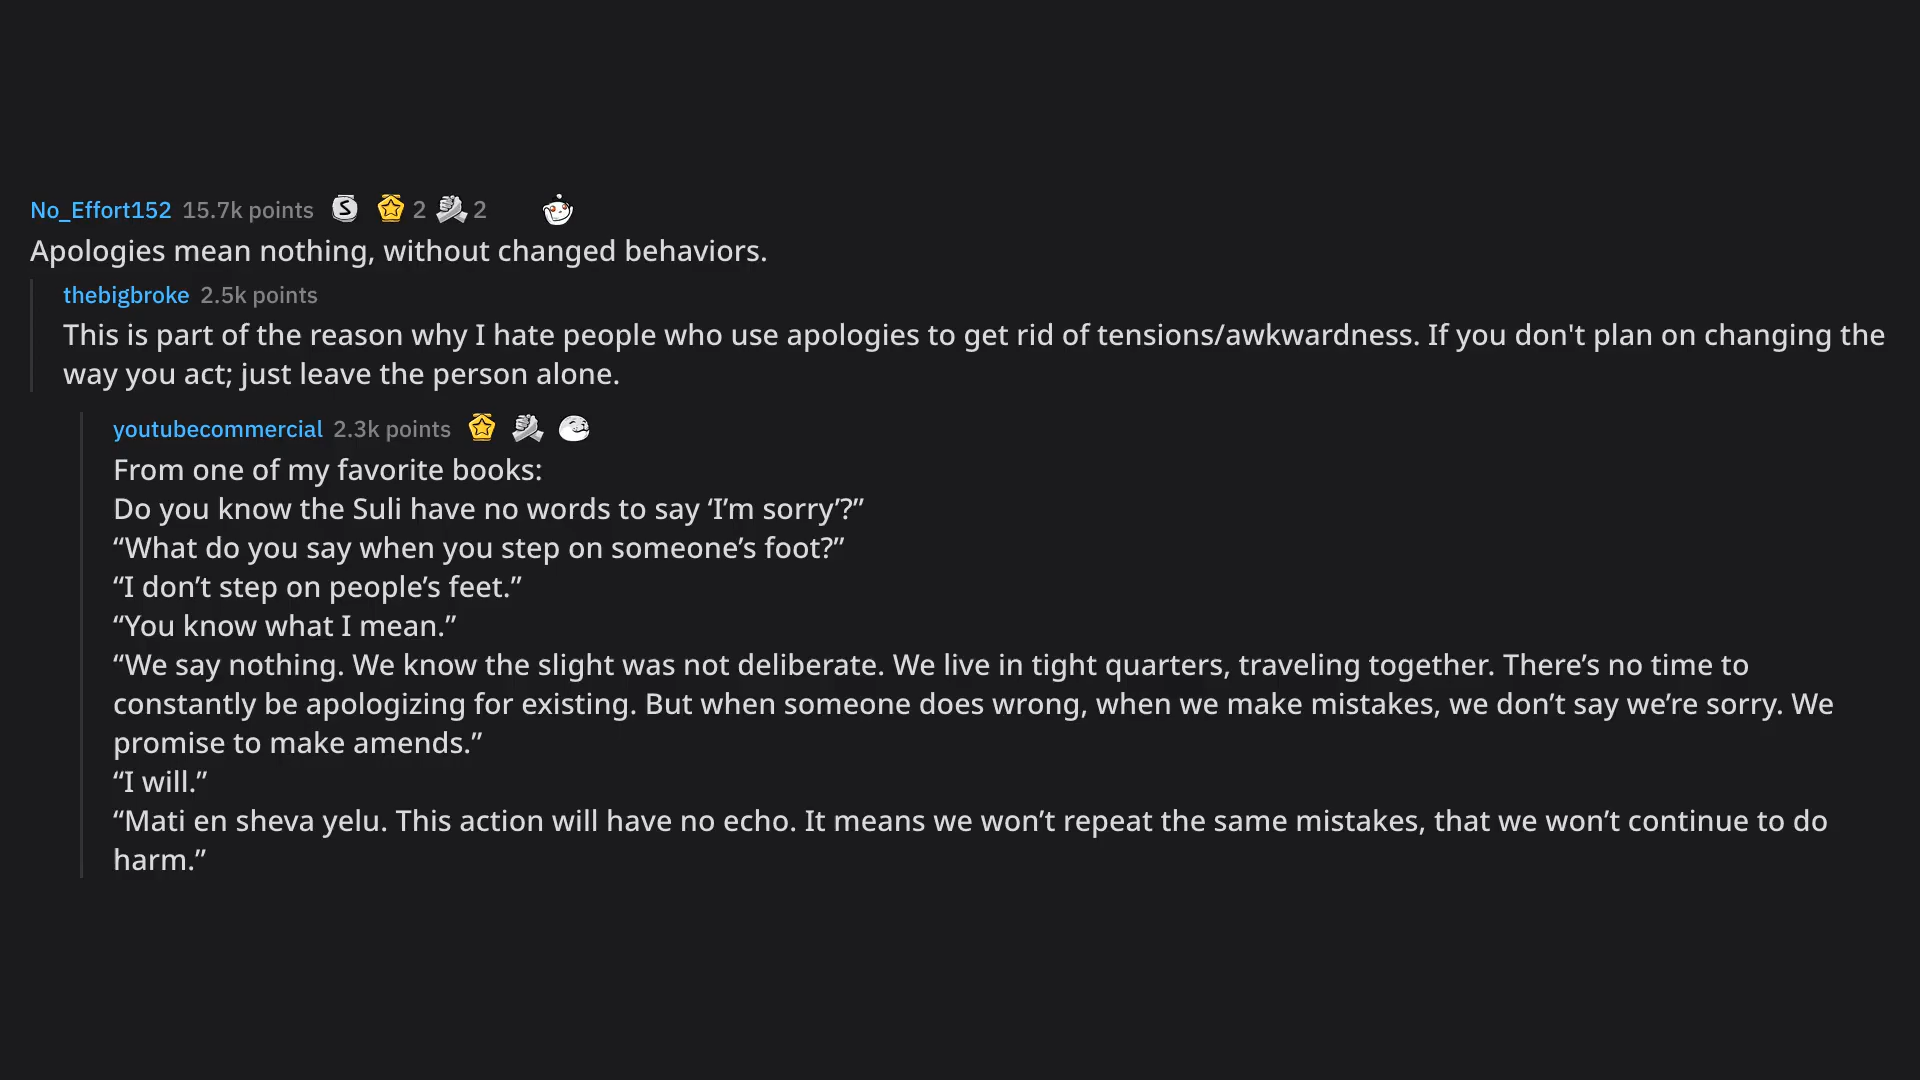 No_Effort152 15.7k points S 2 2
Apologies mean nothing, without changed behaviors.
thebigbroke 2.5k points
This is part of the reason why I hate people who use apologies to get rid of tensions/awkwardness. If you don't plan on changing the
way you act; just leave the person alone.
youtubecommercial 2.3k points
From one of my favorite books:
Do you know the Suli have no words to say ‘I’m sorry’?”
“What do you say when you step on someone’s foot?”
“I don’t step on people’s feet.”
“You know what I mean.”
“We say nothing. We know the slight was not deliberate. We live in tight quarters, traveling together. There’s no time to
constantly be apologizing for existing. But when someone does wrong, when we make mistakes, we don’t say we’re sorry. We
promise to make amends.”
“I will.”
“Mati en sheva yelu. This action will have no echo. It means we won’t repeat the same mistakes, that we won’t continue to do
harm.”